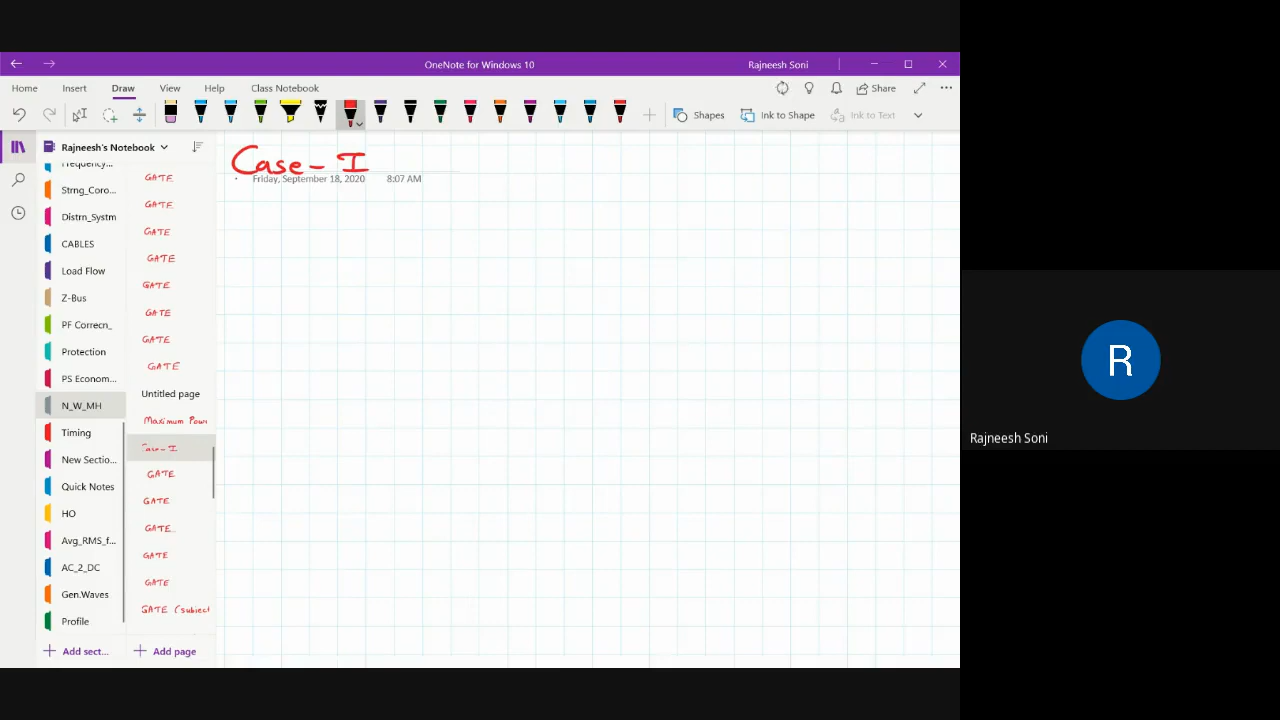 OneNote for Windows 10
Rajneesh Soni
Home Insert Draw View Help Class Notebook
Share
Shapes Ink to Shape Ink to Text
Rajneesh's Notebook
Frequency...
Strng_Coro...
Distrn_Systm
CABLES
Load Flow
Z-Bus
PF Correcn_
Protection
PS Econom...
N_W_MH
Timing
New Sectio...
Quick Notes
HO
Avg_RMS_f...
AC_2_DC
Gen.Waves
Profile
Add sect...
GATE
GATE
GATE
GATE
GATE
GATE
GATE
GATE
Untitled page
Maximum Pow
Case-I
GATE
GATE
GATE
GATE
GATE
GATE (subject
Add page
Case-I
Friday, September 18, 2020 8:07 AM
R
Rajneesh Soni